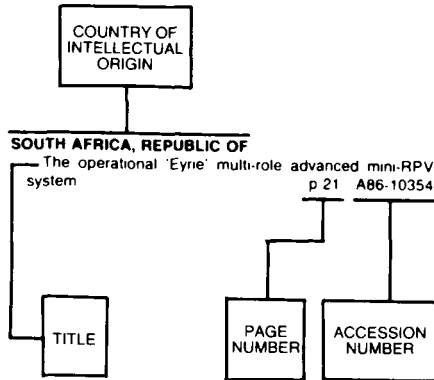 COUNTRY OF
INTELLECTUAL
ORIGIN
SOUTH AFRICA, REPUBLIC OF
The operational 'Eyrie' multi-role advanced mini-RPV
system p 21 A86-10354
TITLE
PAGE
NUMBER
ACCESSION
NUMBER